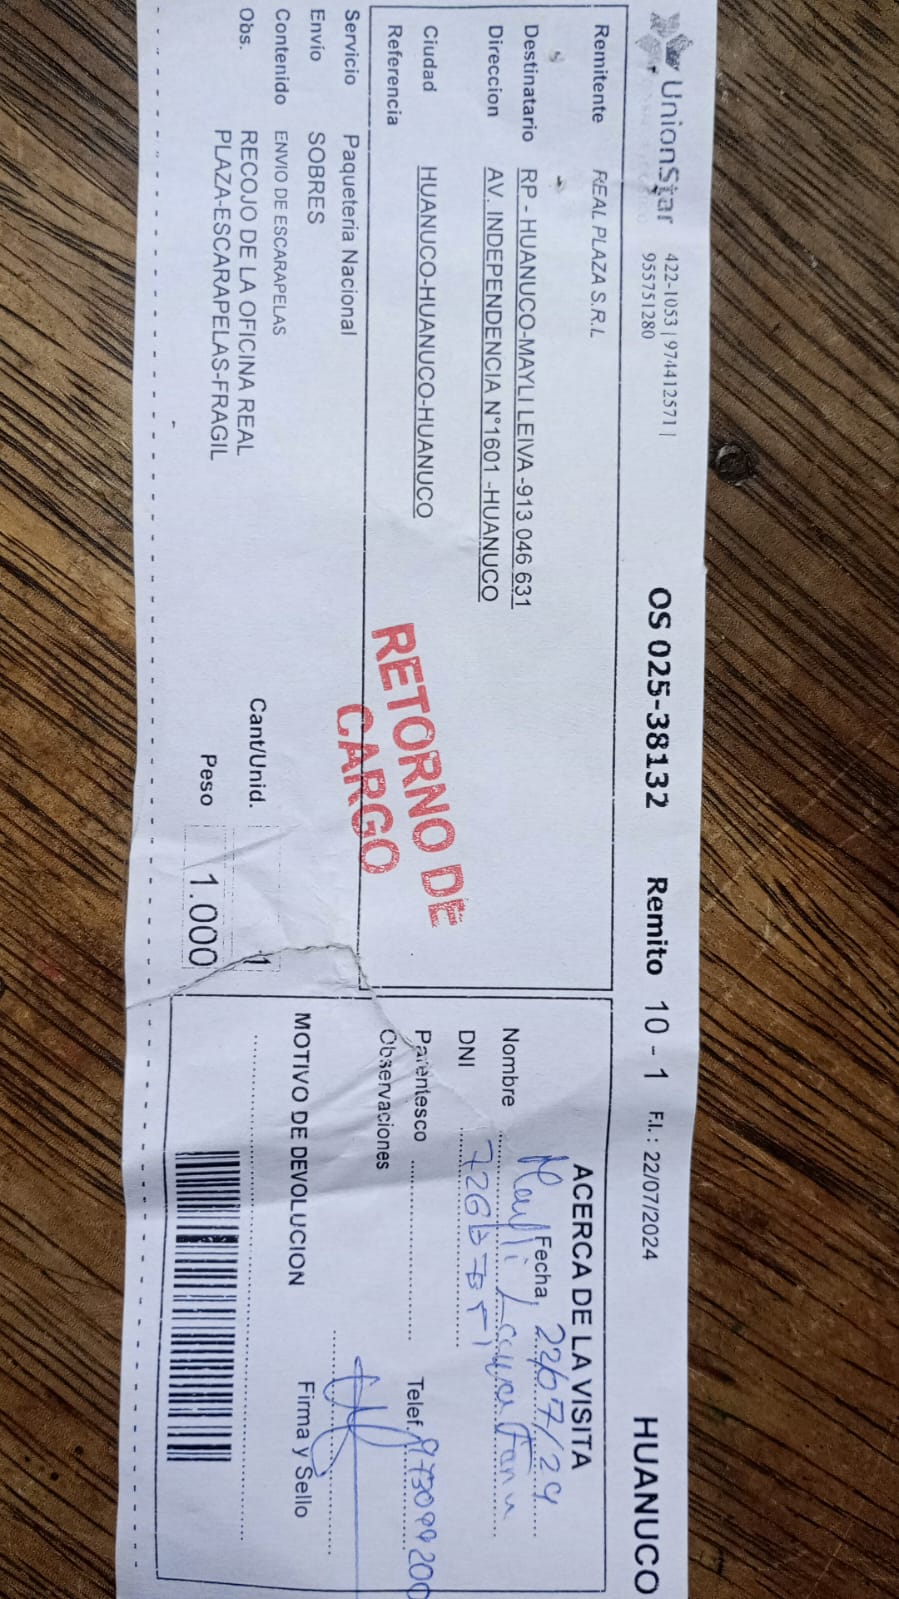 UnionStar 422-1053 | 974412571 |
955751280
OS 025-38132 Remito 10 - 1 F.I.: 22/07/2024 HUANUCO
Remitente REAL PLAZA S.R.L
Destinatario RP - HUANUCO-MAYLI LEIVA -913 046 631
Direccion AV. INDEPENDENCIA N°1601 -HUANUCO
Ciudad HUANUCO-HUANUCO-HUANUCO
Referencia
RETORNO DE
CARGO
Servicio Paqueteria Nacional
Envio SOBRES
Contenido ENVIO DE ESCARAPELAS
Obs. RECOJO DE LA OFICINA REAL
PLAZA-ESCARAPELAS-FRAGIL
Cant/Unid. 1
Peso 1.000
ACERCA DE LA VISITA
Fecha 22/07/24
Nombre
DNI
Parentesco Telef.
Observaciones
MOTIVO DE DEVOLUCION Firma y Sello